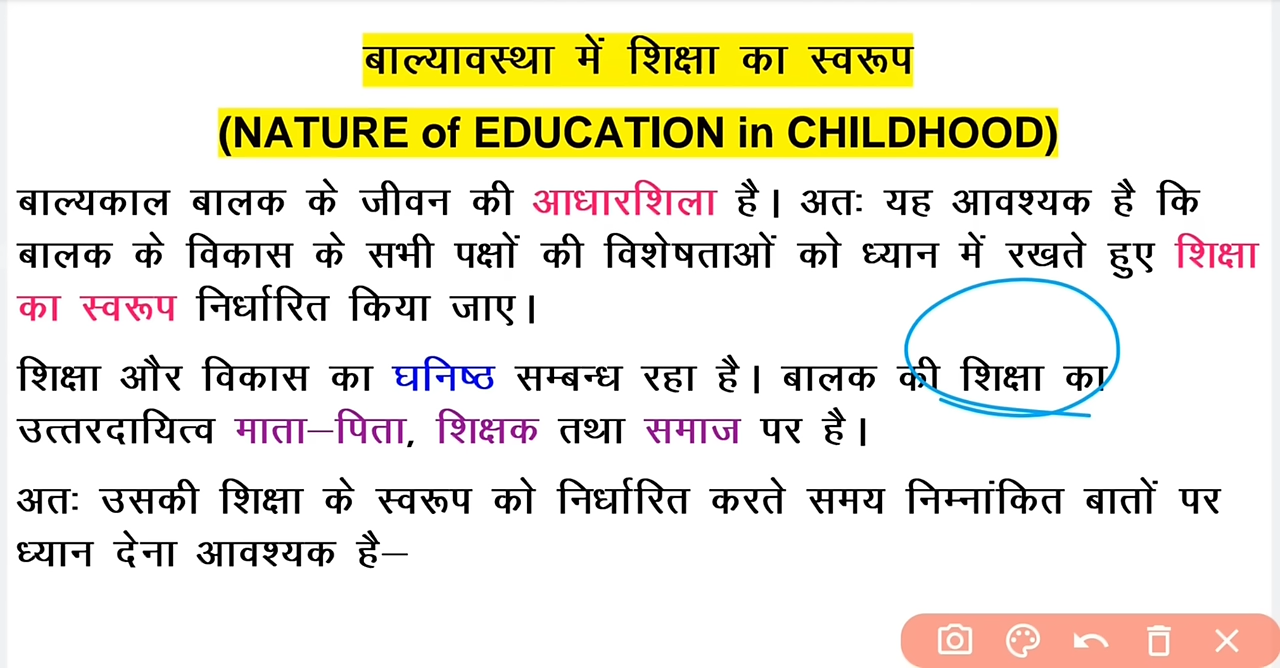 बाल्यावस्था में शिक्षा का स्वरूप
(NATURE of EDUCATION in CHILDHOOD)
बाल्यकाल बालक के जीवन की आधारशिला है। अतः यह आवश्यक है कि
बालक के विकास के सभी पक्षों की विशेषताओं को ध्यान में रखते हुए शिक्षा
का स्वरूप निर्धारित किया जाए।
शिक्षा और विकास का घनिष्ठ सम्बन्ध रहा है। बालक की शिक्षा का
उत्तरदायित्व माता–पिता, शिक्षक तथा समाज पर है।
अतः उसकी शिक्षा के स्वरूप को निर्धारित करते समय निम्नांकित बातों पर
ध्यान देना आवश्यक है–